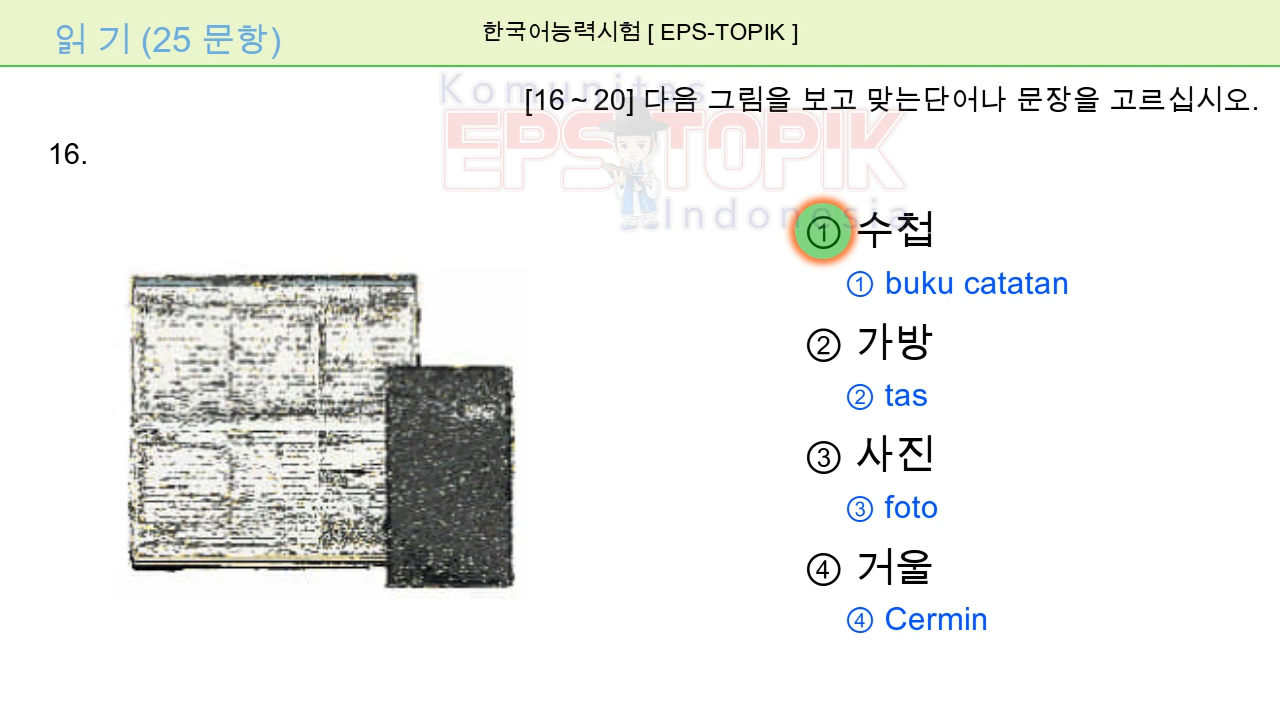 읽 기 (25 문항)
한국어능력시험 [ EPS-TOPIK ]
Komunitas
EPS TOPIK
Indonesia
[16 ~ 20] 다음 그림을 보고 맞는단어나 문장을 고르십시오.
16.
① 수첩
① buku catatan
② 가방
② tas
③ 사진
③ foto
④ 거울
④ Cermin